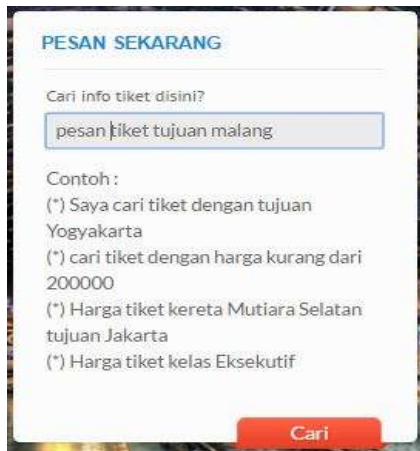 PESAN SEKARANG
Cari info tiket disini?
pesan tiket tujuan malang
Contoh :
(*) Saya cari tiket dengan tujuan
Yogyakarta
(*) cari tiket dengan harga kurang dari
200000
(*) Harga tiket kereta Mutiara Selatan
tujuan Jakarta
(*) Harga tiket kelas Eksekutif
Cari